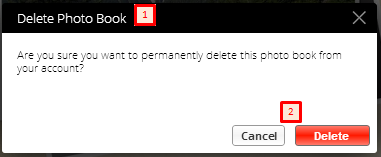 Delete Photo Book 1
Are you sure you want to permanently delete this photo book from
your account?
2
Cancel Delete